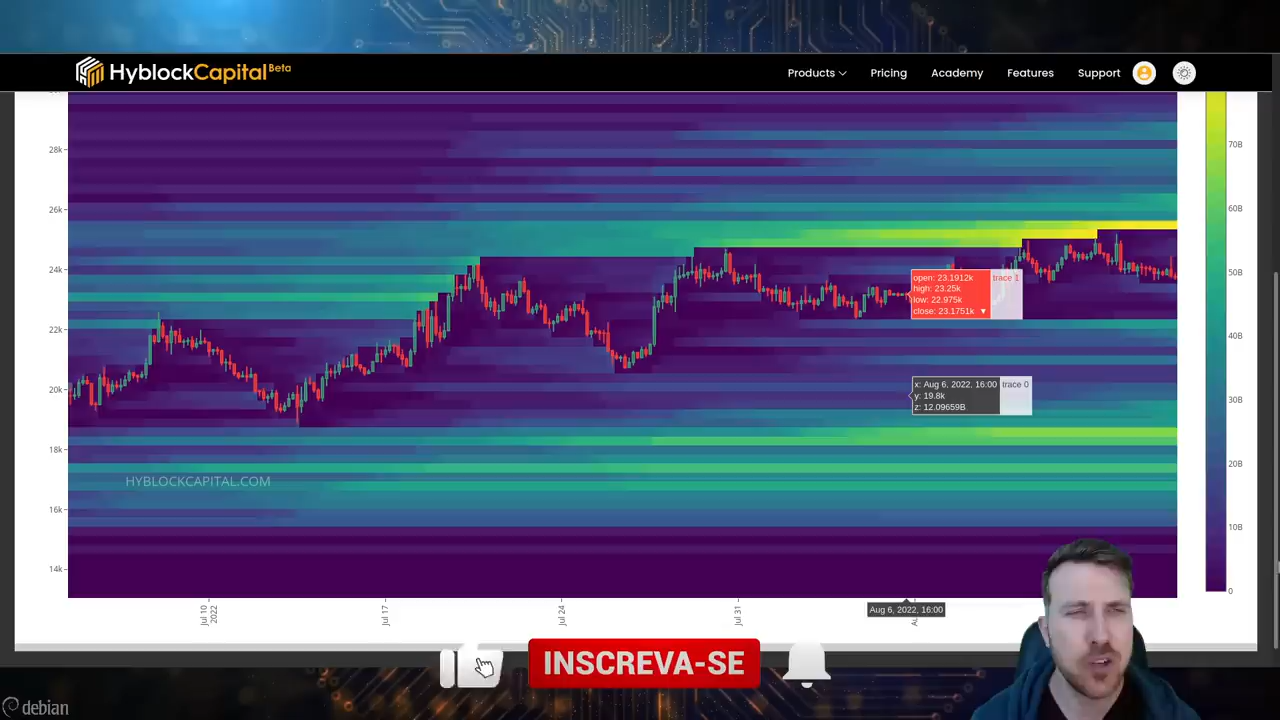 HyblockCapital Beta
Products
Pricing
Academy
Features
Support
28k
26k
24k
22k
20k
18k
16k
14k
70B
60B
50B
40B
30B
20B
10B
0
open: 23.1912k
high: 23.25k
low: 22.975k
close: 23.1751k ▼
trace 1
x: Aug 6, 2022, 16:00
y: 19.8k
z: 12.09659B
trace 0
HYBLOCKCAPITAL.COM
Jul 10
2022
Jul 17
Jul 24
Jul 31
Aug 6, 2022, 16:00
INSCREVA-SE
debian